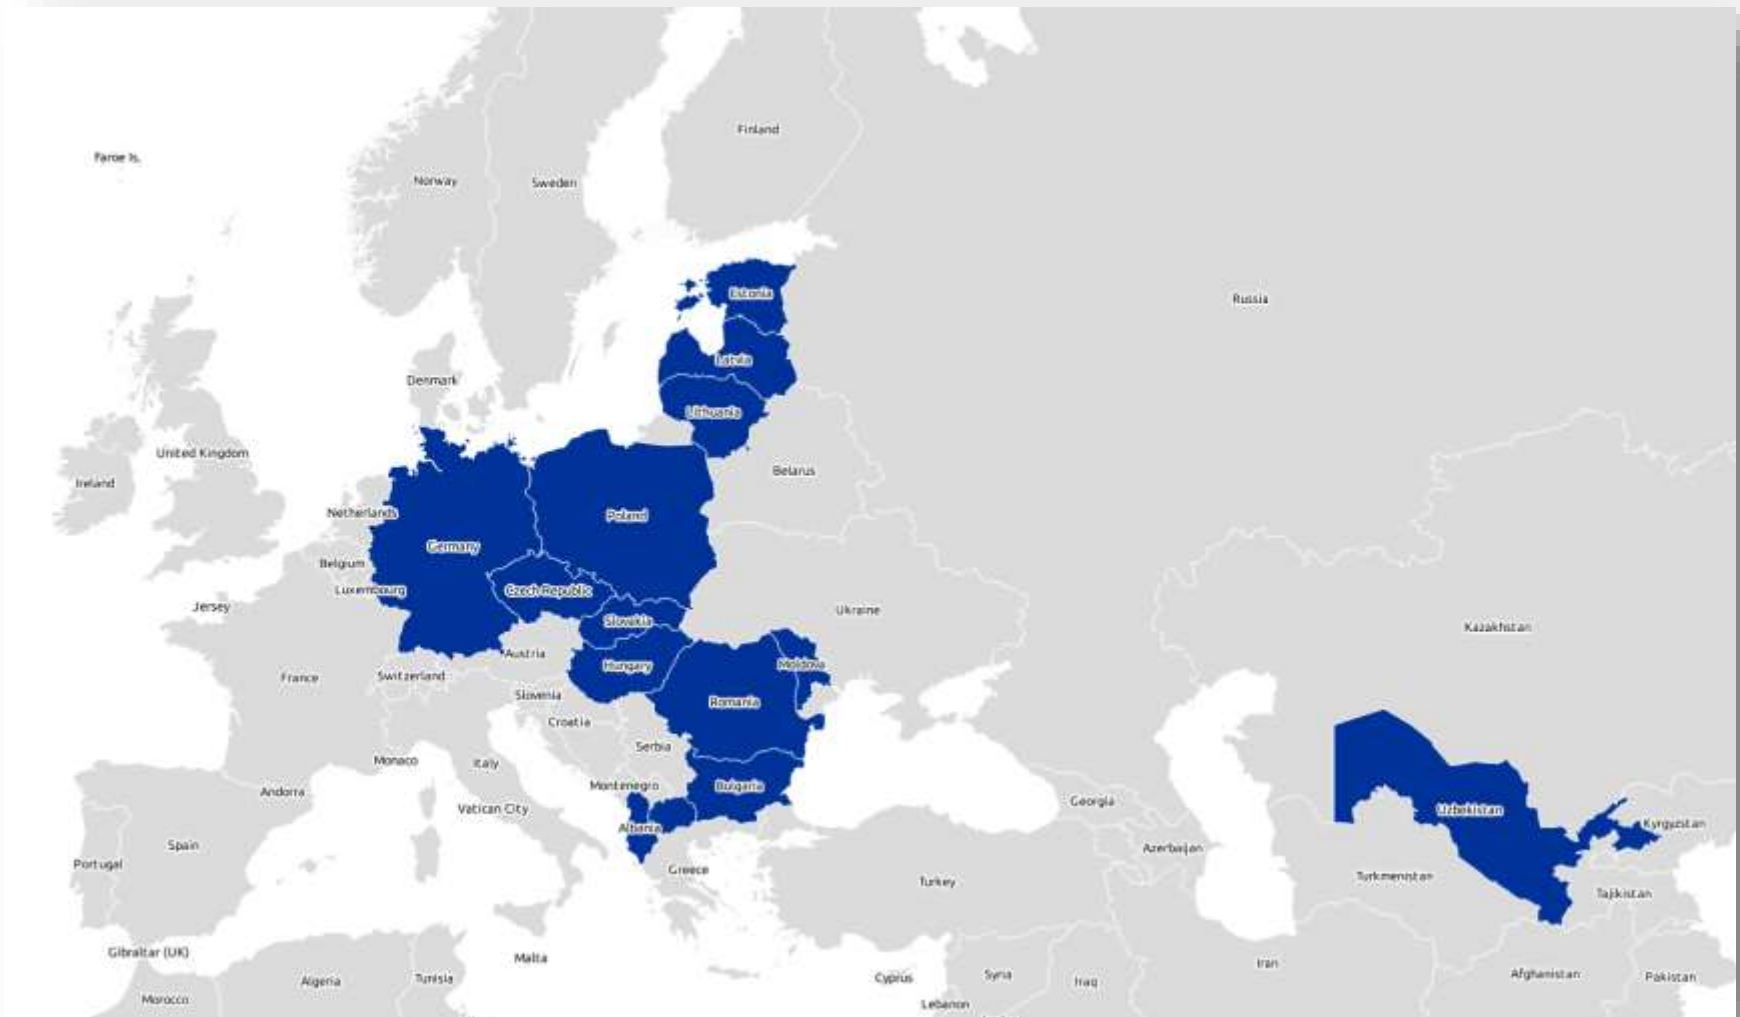 Finland
Faroe Is.
Norway
Sweden
Estonia
Russia
Latvia
Denmark
Lithuania
United Kingdom
Belarus
Ireland
Netherlands
Poland
Germany
Belgium
Luxembourg
Czech Republic
Jersey
Ukraine
Slovakia
Kazakhstan
Austria
Moldova
Hungary
Switzerland
France
Slovenia
Romania
Croatia
Serbia
Monaco
Italy
Montenegro
Bulgaria
Andorra
Georgia
Vatican City
Uzbekistan
Kyrgyzstan
Albania
Spain
Azerbaijan
Portugal
Greece
Turkmenistan
Turkey
Tajikistan
Gibraltar (UK)
Malta
Iran
Algeria
Tunisia
Cyprus
Syria
Iraq
Afghanistan
Pakistan
Morocco
Lebanon